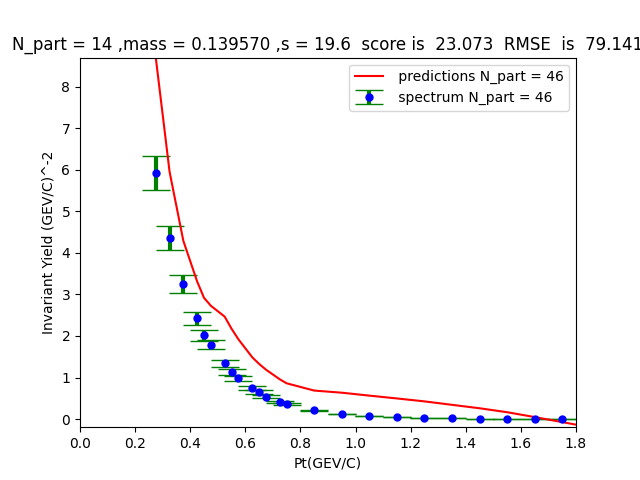 N_part = 14 ,mass = 0.139570 ,s = 19.6  score is  23.073  RMSE  is  79.141
predictions N_part = 46
spectrum N_part = 46
Invariant Yield (GEV/C)^-2
8
7
6
5
4
3
2
1
0
0.0 0.2 0.4 0.6 0.8 1.0 1.2 1.4 1.6 1.8
Pt(GEV/C)